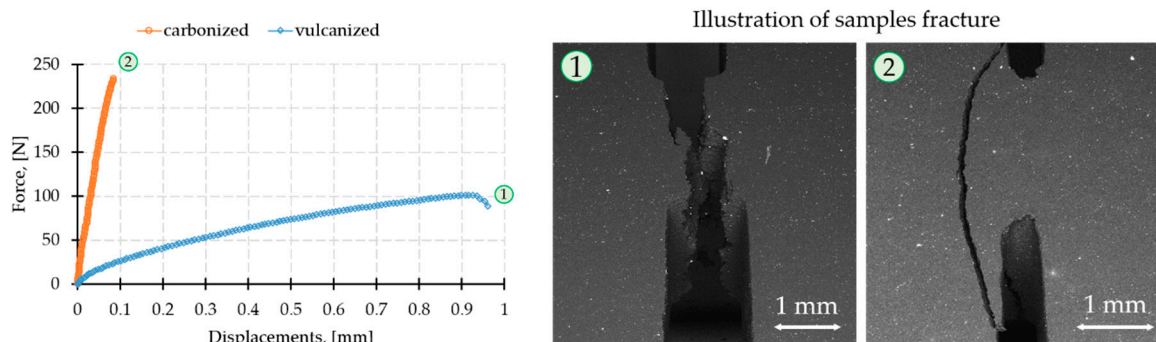 carbonized vulcanized
Illustration of samples fracture
Force, [N]
250
200
150
100
50
0
2
1
0 0.1 0.2 0.3 0.4 0.5 0.6 0.7 0.8 0.9 1
Displacements, [mm]
1
1 mm
2
1 mm